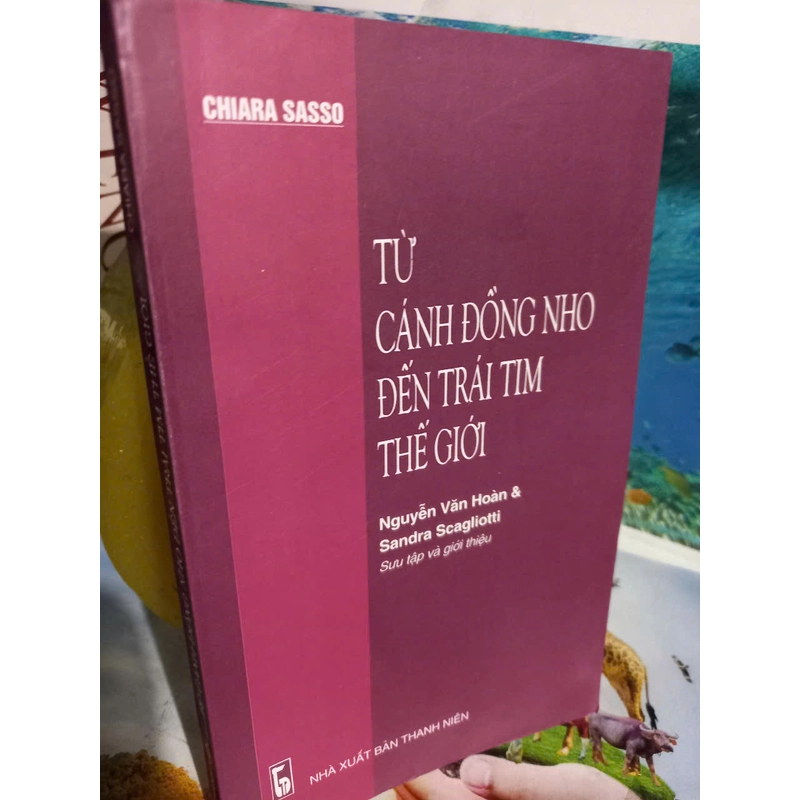 CHIARA SASSO
TỪ
CÁNH ĐỒNG NHO
ĐẾN TRÁI TIM
THẾ GIỚI
Nguyễn Văn Hoàn &
Sandra Scagliotti
Sưu tập và giới thiệu
NHÀ XUẤT BẢN THANH NIÊN